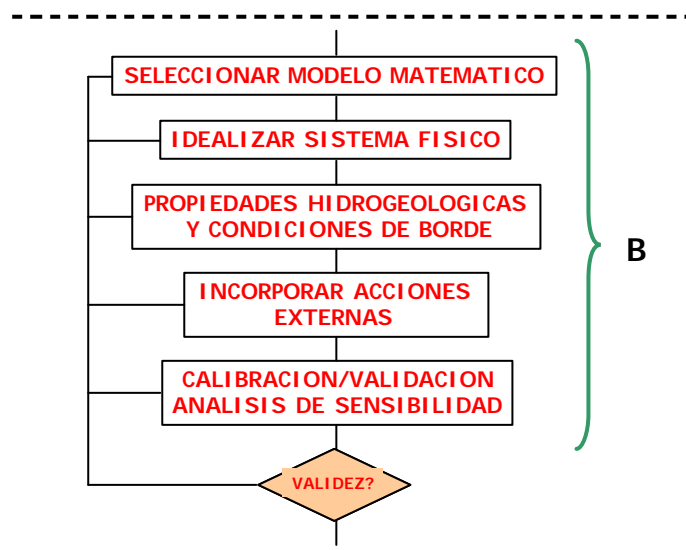 SELECCIONAR MODELO MATEMATICO
IDEALIZAR SISTEMA FISICO
PROPIEDADES HIDROGEOLOGICAS
Y CONDICIONES DE BORDE
B
INCORPORAR ACCIONES
EXTERNAS
CALIBRACION/VALIDACION
ANALISIS DE SENSIBILIDAD
VALIDEZ?